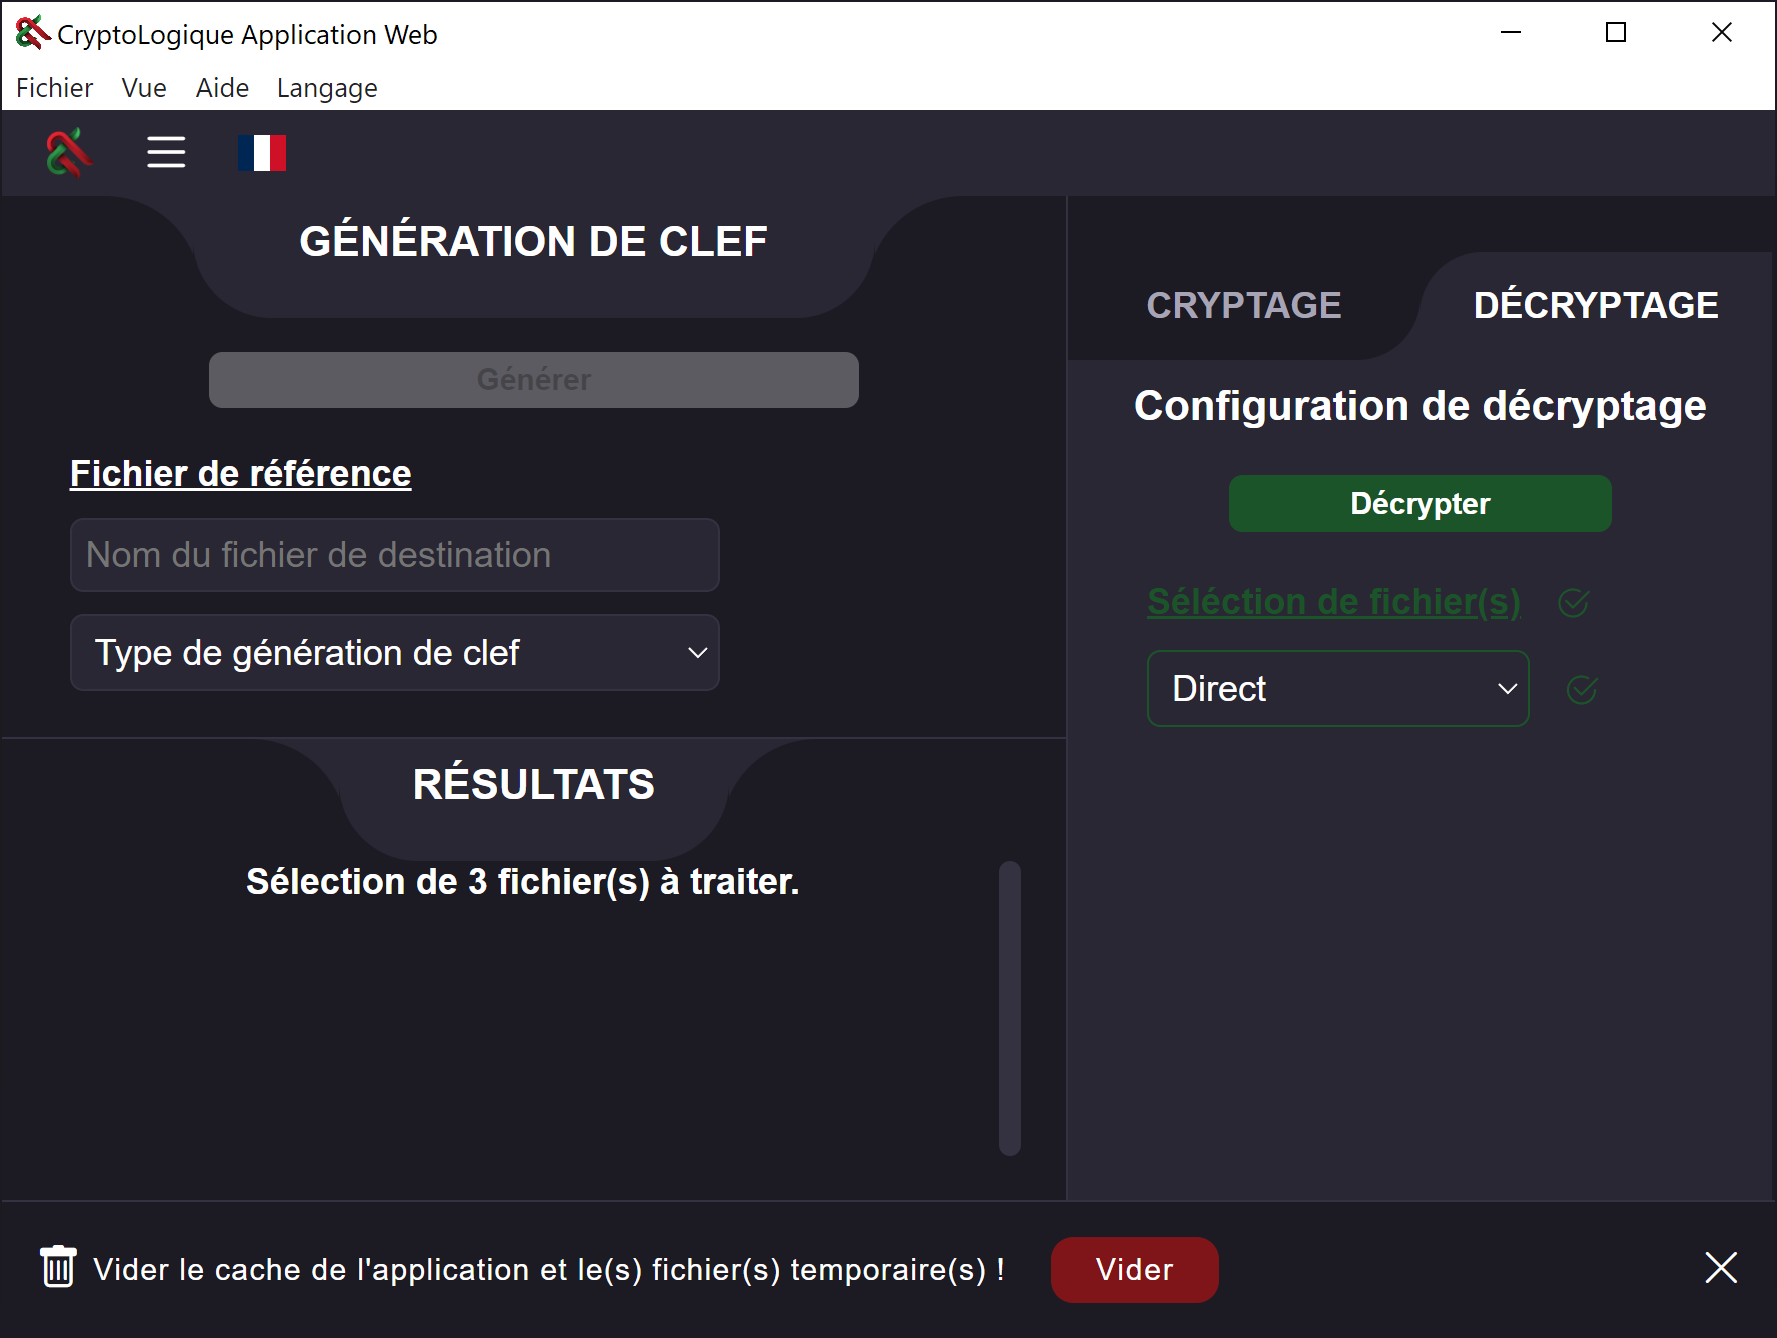 CryptoLogique Application Web
Fichier Vue Aide Langage
GÉNÉRATION DE CLEF
Générer
Fichier de référence
Nom du fichier de destination
Type de génération de clef
RÉSULTATS
Sélection de 3 fichier(s) à traiter.
CRYPTAGE
DÉCRYPTAGE
Configuration de décryptage
Décrypter
Séléction de fichier(s)
Direct
Vider le cache de l'application et le(s) fichier(s) temporaire(s) !
Vider